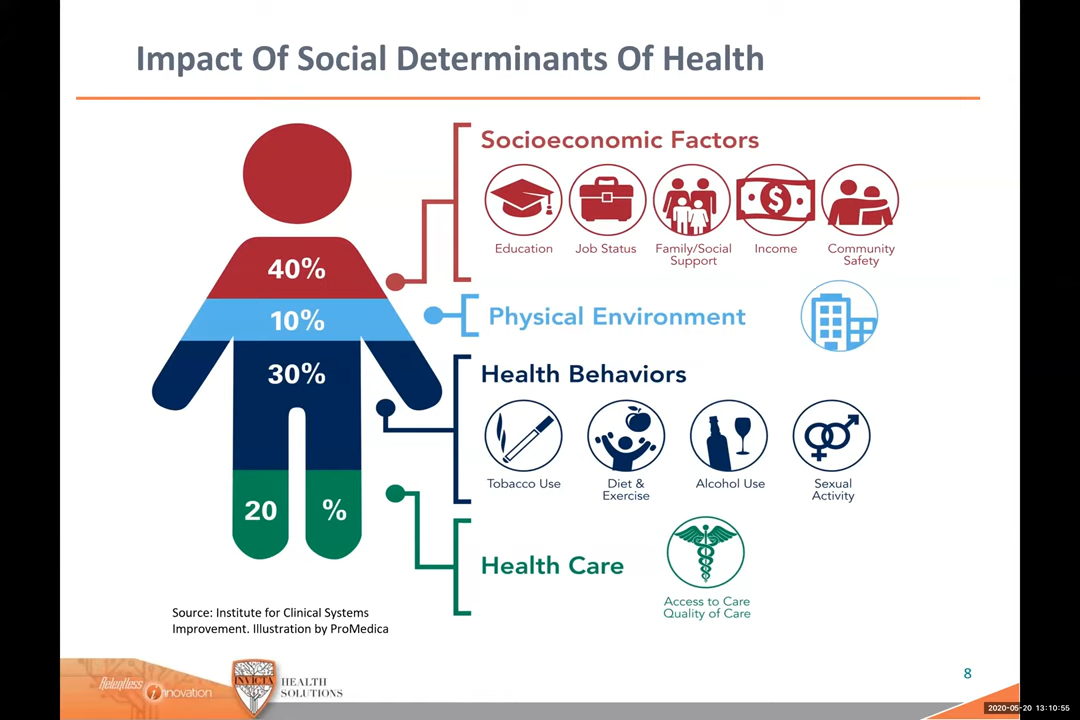 Impact Of Social Determinants Of Health
Socioeconomic Factors
Education
Job Status
Family/Social
Support
Income
Community
Safety
40%
10%
Physical Environment
30%
Health Behaviors
Tobacco Use
Diet &
Exercise
Alcohol Use
Sexual
Activity
20 %
Health Care
Access to Care
Quality of Care
Source: Institute for Clinical Systems
Improvement. Illustration by ProMedica
Relentless
innovation
INVICTA
HEALTH
SOLUTIONS
8
2020-05-20 13:10:55